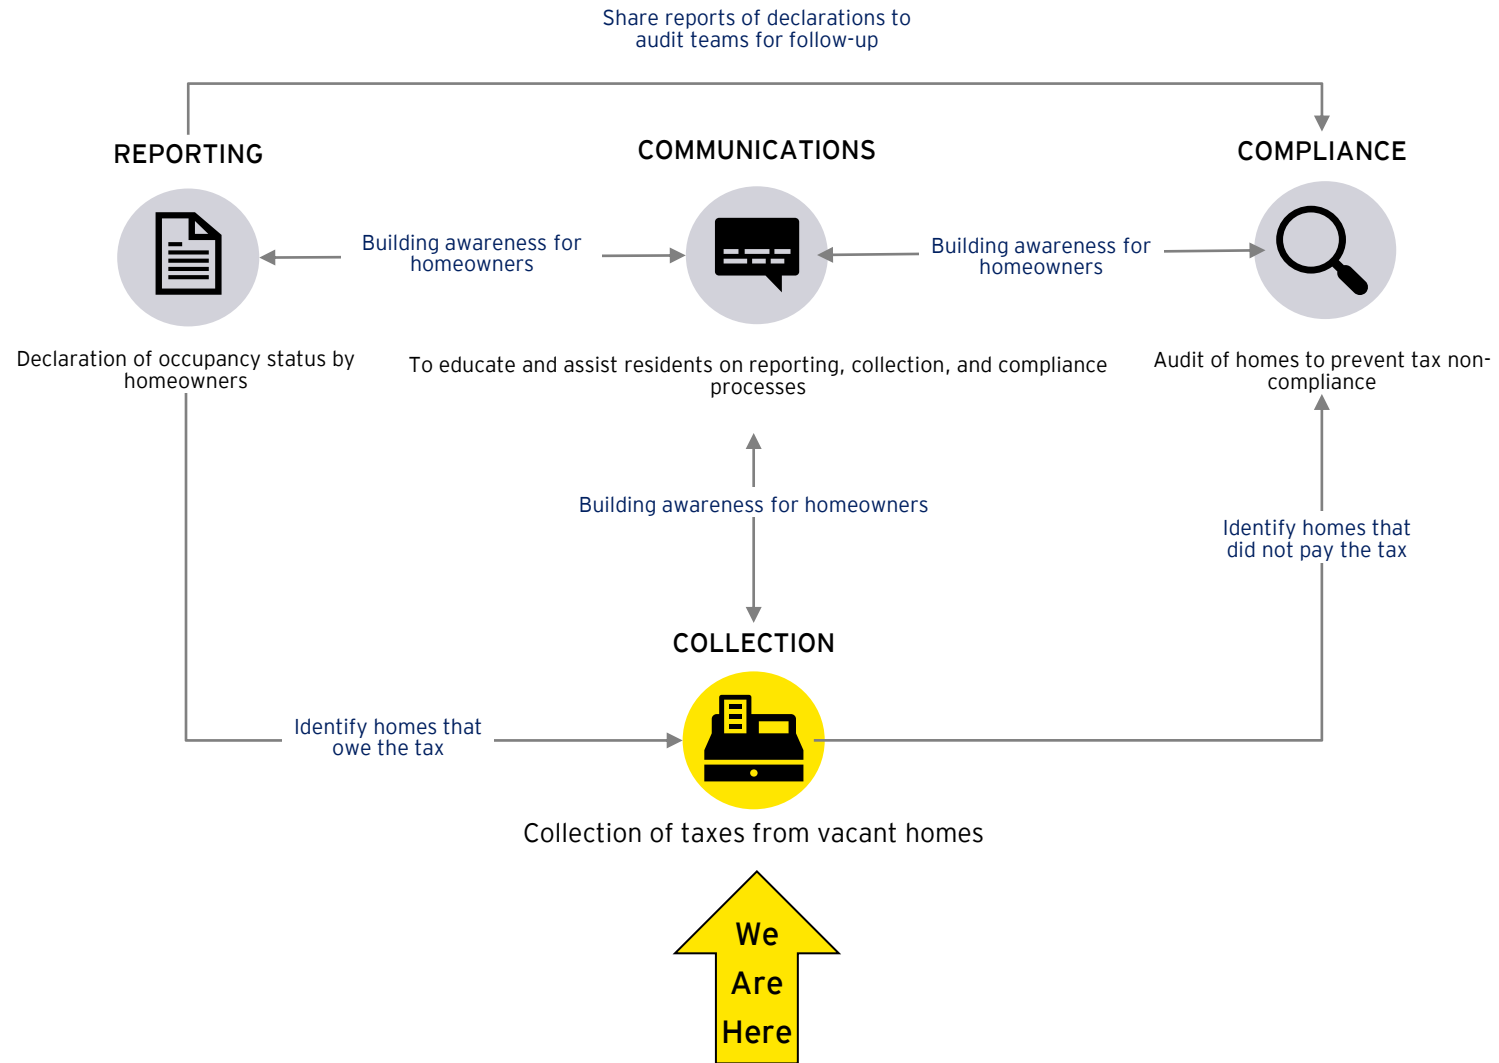 Share reports of declarations to
audit teams for follow-up
REPORTING
COMMUNICATIONS
COMPLIANCE
Building awareness for
homeowners
Building awareness for
homeowners
Declaration of occupancy status by
homeowners
To educate and assist residents on reporting, collection, and compliance
processes
Audit of homes to prevent tax non-
compliance
Building awareness for homeowners
Identify homes that
did not pay the tax
COLLECTION
Identify homes that
owe the tax
Collection of taxes from vacant homes
We
Are
Here